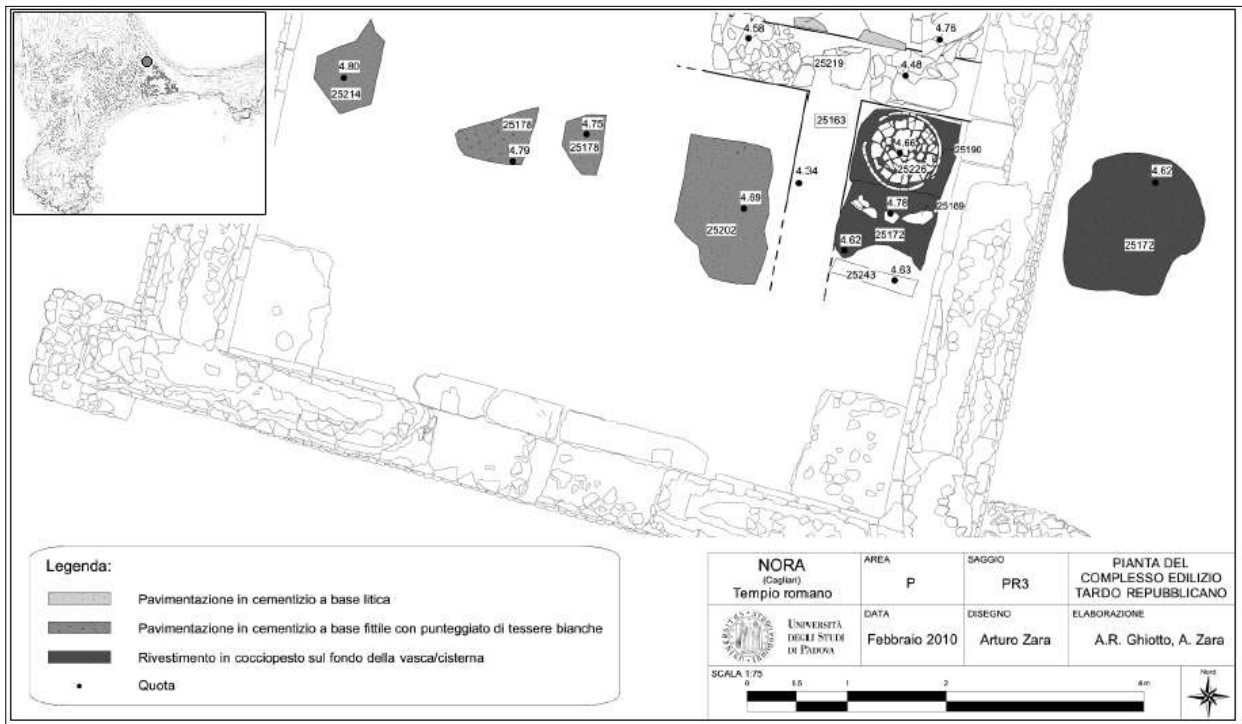 4.58
4.75
4.80
25214
25219
4.48
25178
4.75
25178
4.79
25163
4.66
25226
25190
4.34
4.62
4.69
4.78
25189
25202
25172
25172
4.62
4.63
25243
Legenda:
Pavimentazione in cementizio a base litica
Pavimentazione in cementizio a base fittile con punteggiato di tessere bianche
Rivestimento in cocciopesto sul fondo della vasca/cisterna
Quota
NORA
(Cagliari)
Tempio romano
AREA
P
SAGGIO
PR3
PIANTA DEL
COMPLESSO EDILIZIO
TARDO REPUBBLICANO
UNIVERSITÀ
DEGLI STUDI
DI PADOVA
DATA
Febbraio 2010
DISEGNO
Arturo Zara
ELABORAZIONE
A.R. Ghiotto, A. Zara
SCALA 1:75
0 0.5 1 2 4m
Nord